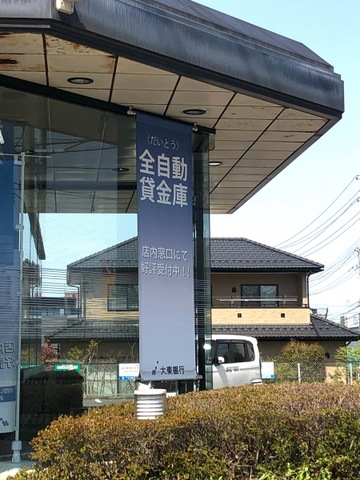 〈だいとう〉
全自動
貸金庫
店内窓口にて
好評受付中!!
大東銀行